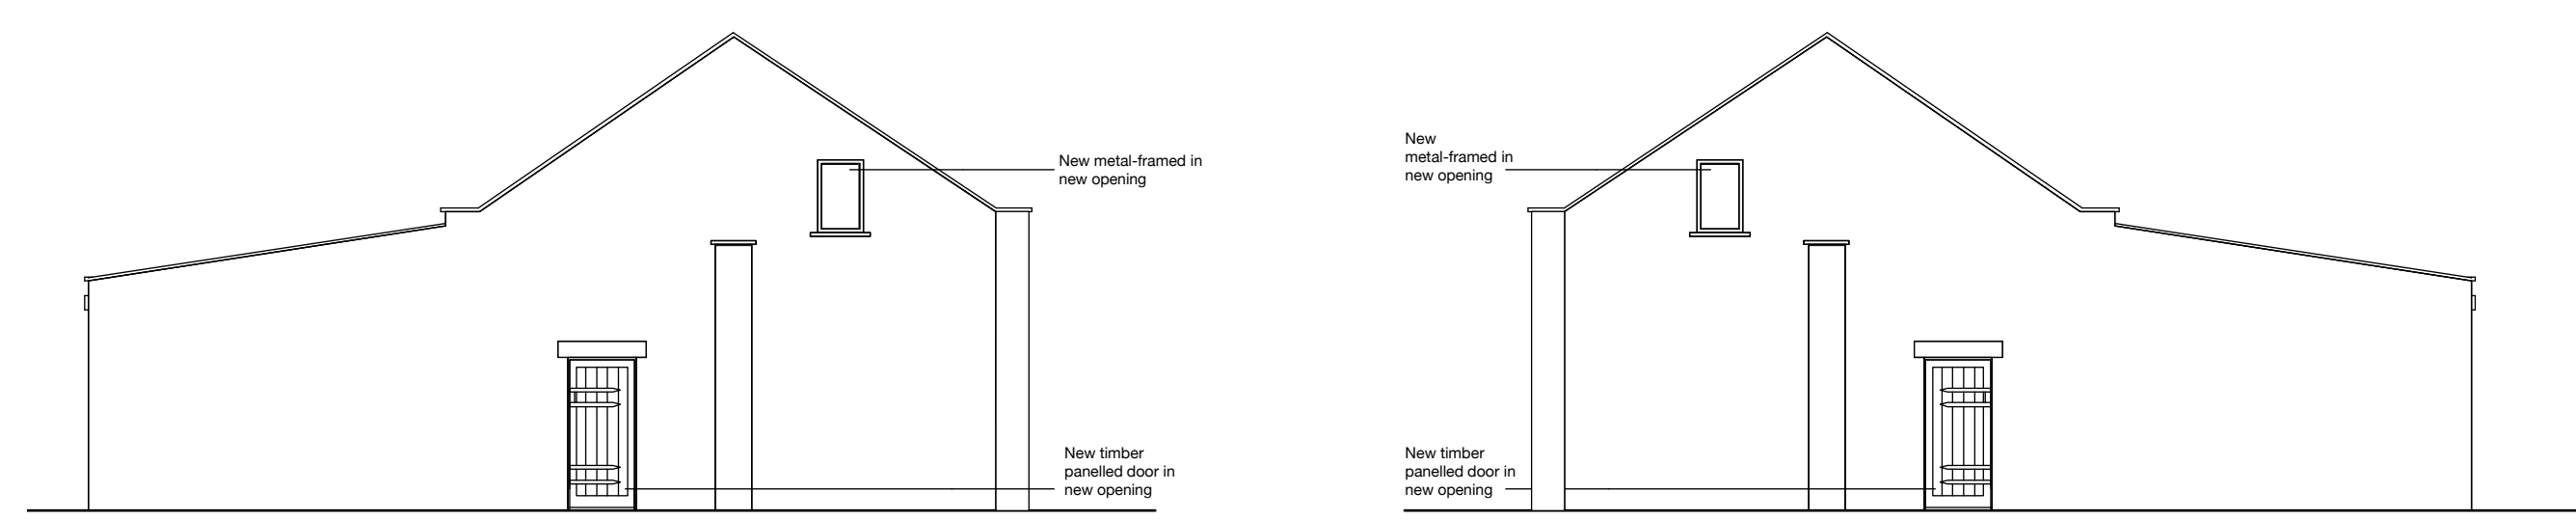 New metal-framed in
new opening
New timber
panelled door in
new opening
New
metal-framed in
new opening
New timber
panelled door in
new opening